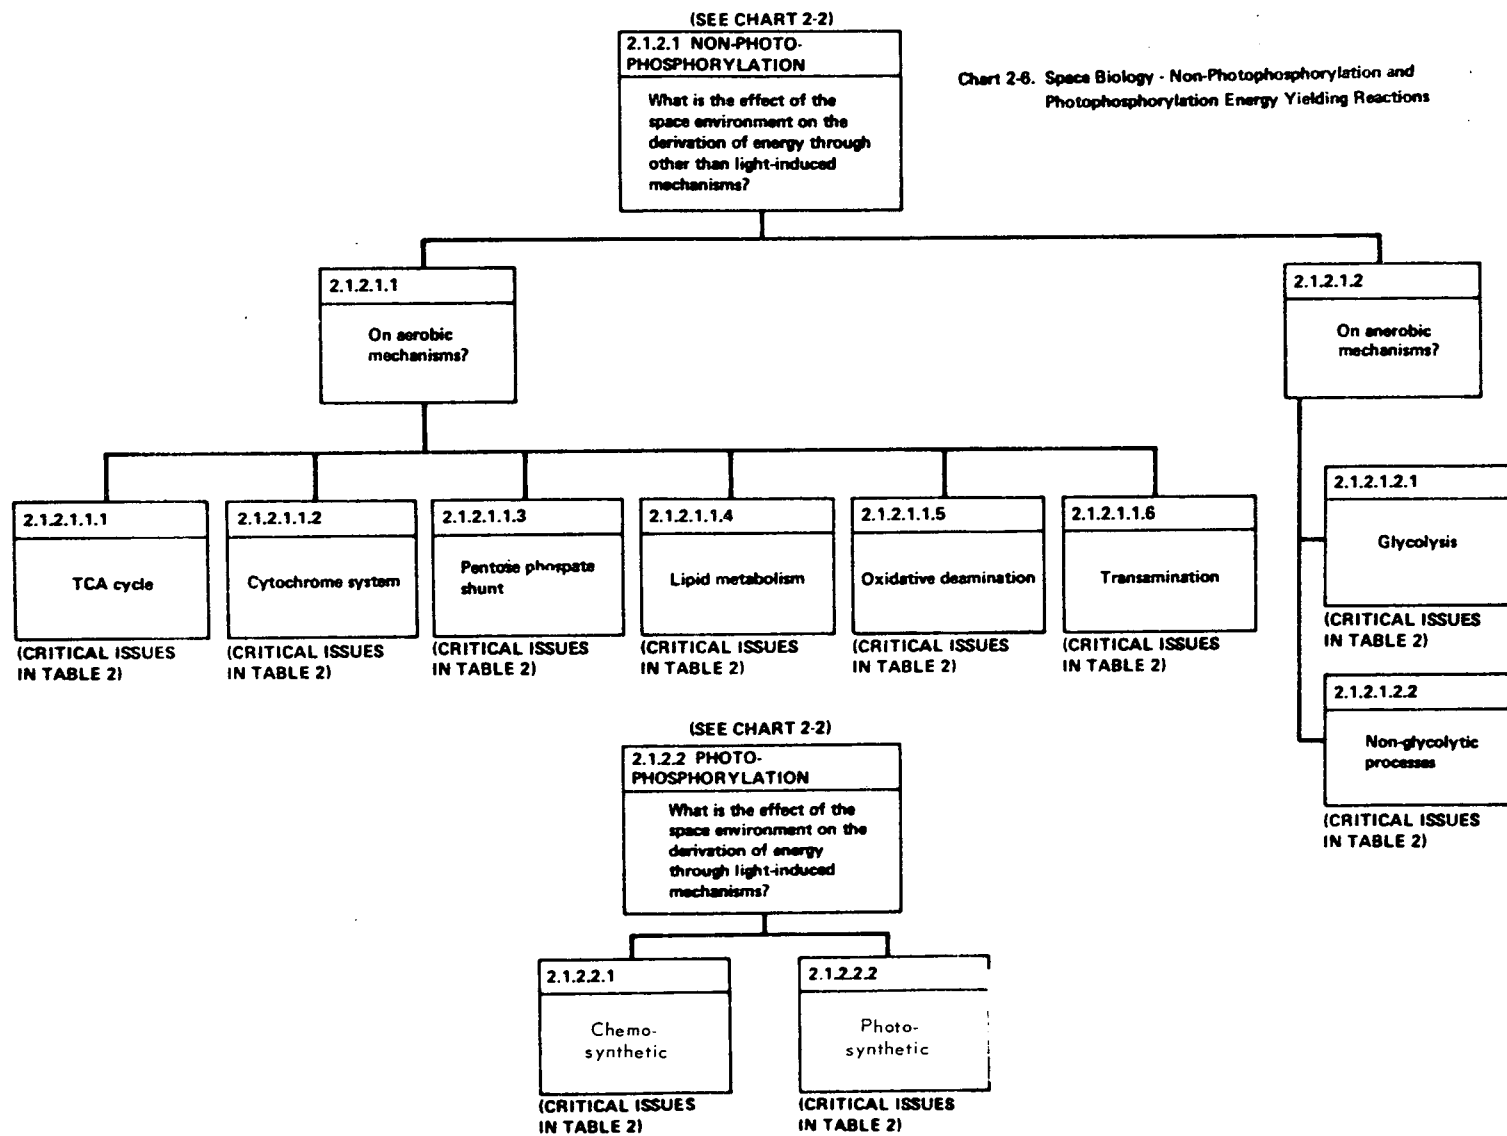 (SEE CHART 2-2)
2.1.2.1 NON-PHOTO-
PHOSPHORYLATION
What is the effect of the
space environment on the
derivation of energy through
other than light-induced
mechanisms?
Chart 2-6. Space Biology - Non-Photophosphorylation and
Photophosphorylation Energy Yielding Reactions
2.1.2.1.1
On aerobic
mechanisms?
2.1.2.1.2
On anerobic
mechanisms?
2.1.2.1.1.1
TCA cycle
(CRITICAL ISSUES
IN TABLE 2)
2.1.2.1.1.2
Cytochrome system
(CRITICAL ISSUES
IN TABLE 2)
2.1.2.1.1.3
Pentose phospate
shunt
(CRITICAL ISSUES
IN TABLE 2)
2.1.2.1.1.4
Lipid metabolism
(CRITICAL ISSUES
IN TABLE 2)
2.1.2.1.1.5
Oxidative deamination
(CRITICAL ISSUES
IN TABLE 2)
2.1.2.1.1.6
Transamination
(CRITICAL ISSUES
IN TABLE 2)
2.1.2.1.2.1
Glycolysis
(CRITICAL ISSUES
IN TABLE 2)
2.1.2.1.2.2
Non-glycolytic
processes
(CRITICAL ISSUES
IN TABLE 2)
(SEE CHART 2-2)
2.1.2.2 PHOTO-
PHOSPHORYLATION
What is the effect of the
space environment on the
derivation of energy
through light-induced
mechanisms?
2.1.2.2.1
Chemo-
synthetic
(CRITICAL ISSUES
IN TABLE 2)
2.1.2.2.2
Photo-
synthetic
(CRITICAL ISSUES
IN TABLE 2)